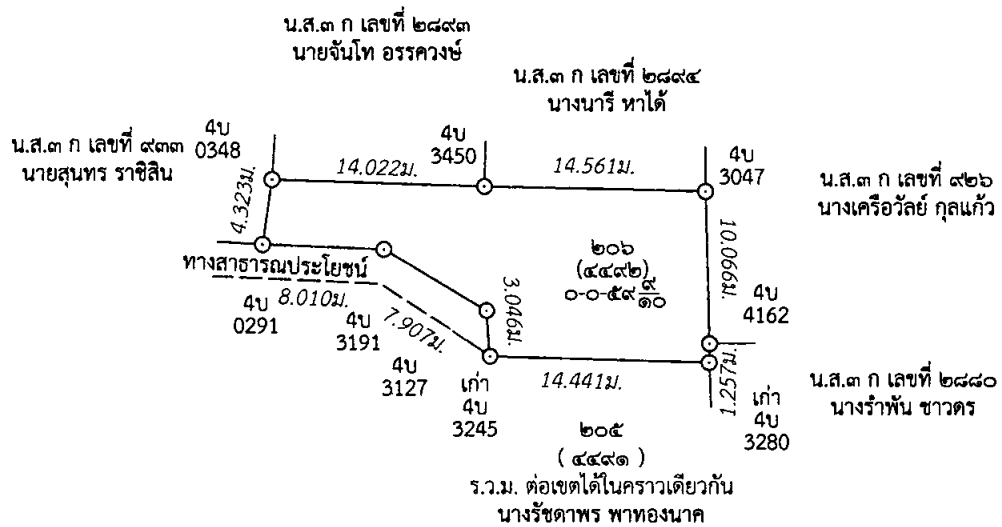 น.ส.๓ ก เลขที่ ๒๘๙๓
นายจันโท อรรควงษ์
น.ส.๓ ก เลขที่ ๒๘๙๔
นางนารี หาได้
น.ส.๓ ก เลขที่ ๙๓๓
นายสุนทร ราชิสิน
4บ
0348
4บ
3450
4บ
3047
14.022ม.
14.561ม.
น.ส.๓ ก เลขที่ ๙๒๖
นางเครือวัลย์ กุลแก้ว
4.323ม.
10.066ม.
๒๐๖
(๔๔๙๒)
๐-๐-๕๙ ๙/๑๐
ทางสาธารณประโยชน์
8.010ม.
7.907ม.
3.046ม.
4บ
0291
4บ
3191
4บ
3127
เก่า
4บ
3245
14.441ม.
4บ
4162
1.257ม.
เก่า
4บ
3280
น.ส.๓ ก เลขที่ ๒๘๘๐
นางรำพัน ชาวดร
๒๐๕
( ๔๔๙๑ )
ร.ว.ม. ต่อเขตได้ในคราวเดียวกัน
นางรัชดาพร พาทองนาค